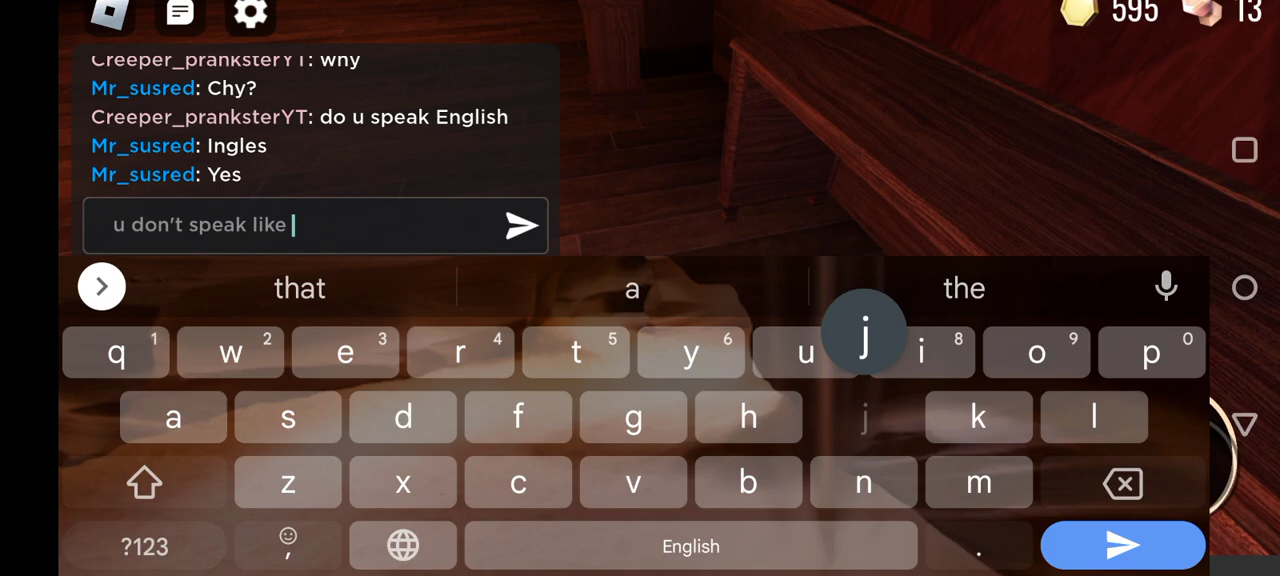 595 13
Creeper_pranksterYT: wny
Mr_susred: Chy?
Creeper_pranksterYT: do u speak English
Mr_susred: Ingles
Mr_susred: Yes
u don't speak like
that a the
j
q 1 w 2 e 3 r 4 t 5 y 6 u i 8 o 9 p 0
a s d f g h j k l
z x c v b n m
?123 , English .